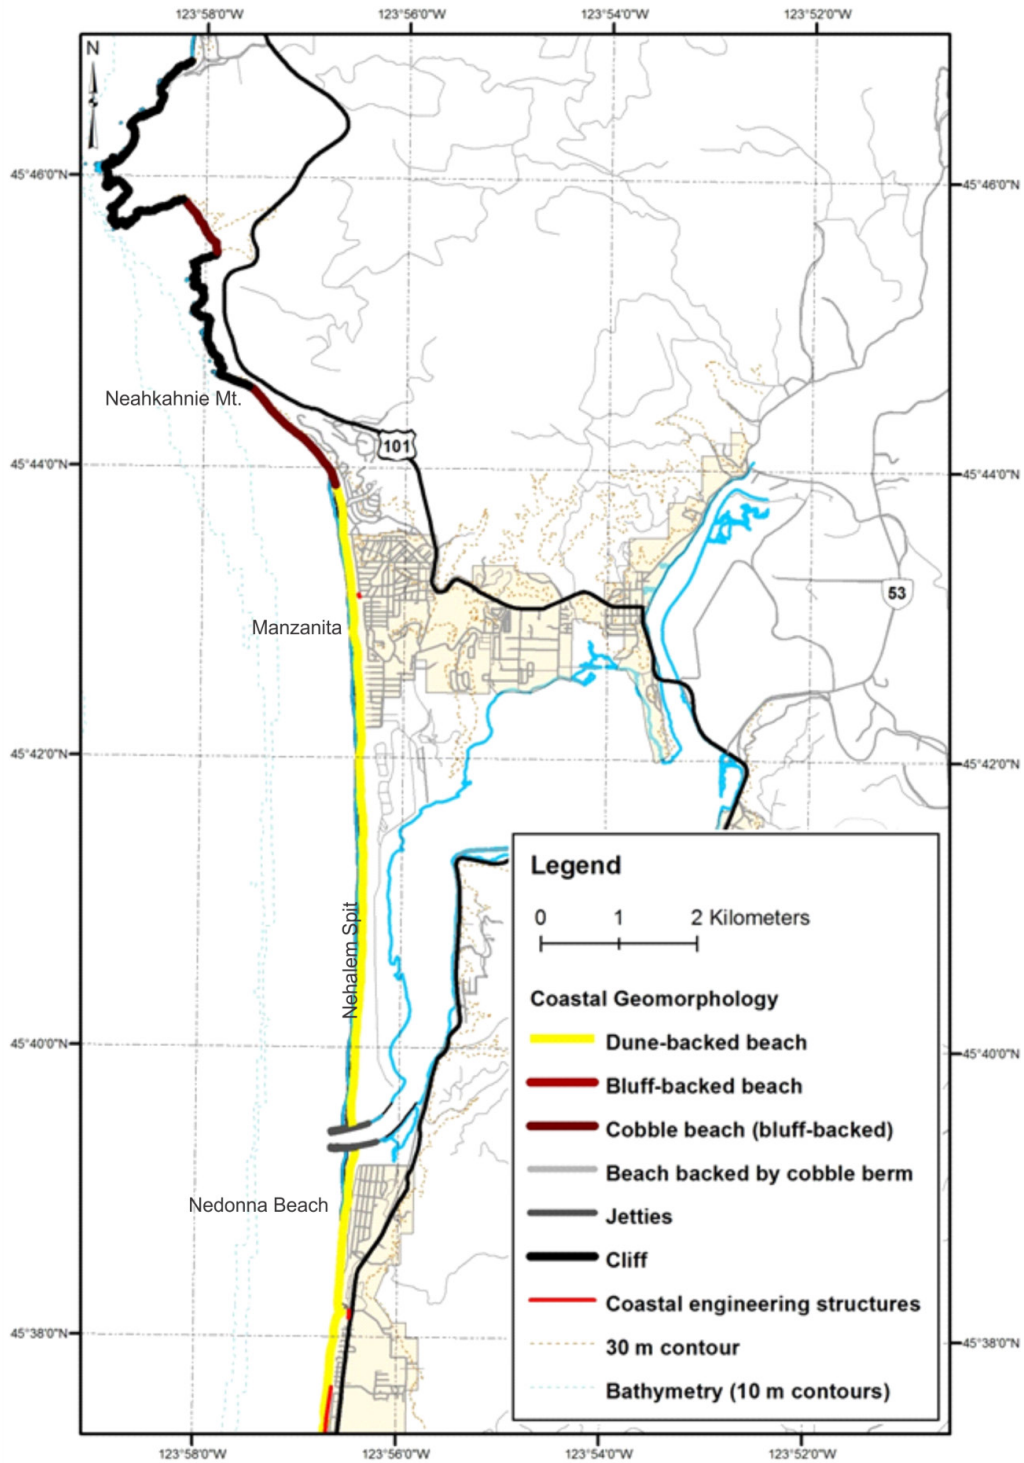 123°58'0"W
123°56'0"W
123°54'0"W
123°52'0"W
N
45°46'0"N
45°46'0"N
Neahkahnie Mt.
101
45°44'0"N
45°44'0"N
53
Manzanita
45°42'0"N
45°42'0"N
Nehalem Spit
Legend
0 1 2 Kilometers
Coastal Geomorphology
Dune-backed beach
Bluff-backed beach
Cobble beach (bluff-backed)
Beach backed by cobble berm
Jetties
Cliff
Coastal engineering structures
30 m contour
Bathymetry (10 m contours)
45°40'0"N
45°40'0"N
Nedonna Beach
45°38'0"N
45°38'0"N
123°58'0"W
123°56'0"W
123°54'0"W
123°52'0"W